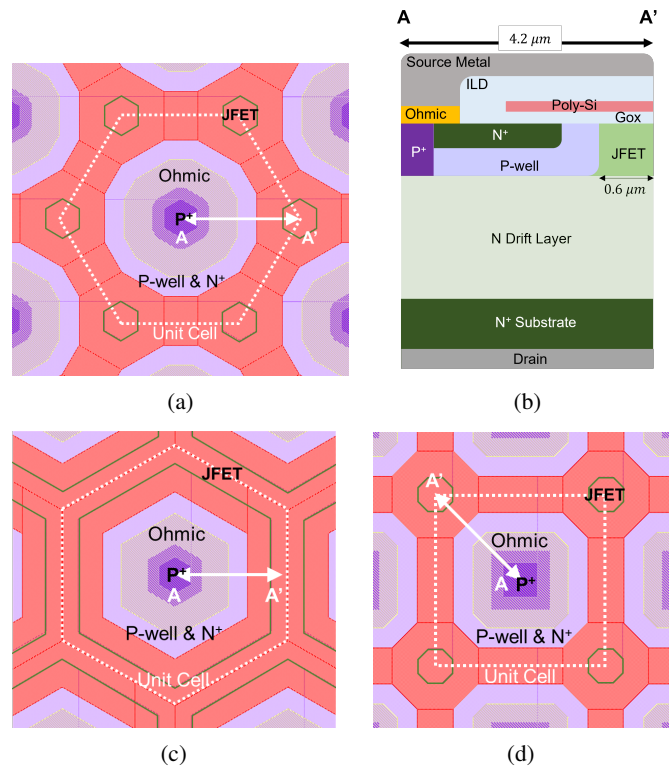 JFET
Ohmic
P⁺
A
A'
P-well & N⁺
Unit Cell
(a)
A
A'
4.2 μm
Source Metal
ILD
Poly-Si
Ohmic
Gox
N⁺
P⁺
P-well
JFET
0.6 μm
N Drift Layer
N⁺ Substrate
Drain
(b)
JFET
Ohmic
P⁺
A
A'
P-well & N⁺
Unit Cell
(c)
A'
JFET
Ohmic
A
P⁺
P-well & N⁺
Unit Cell
(d)